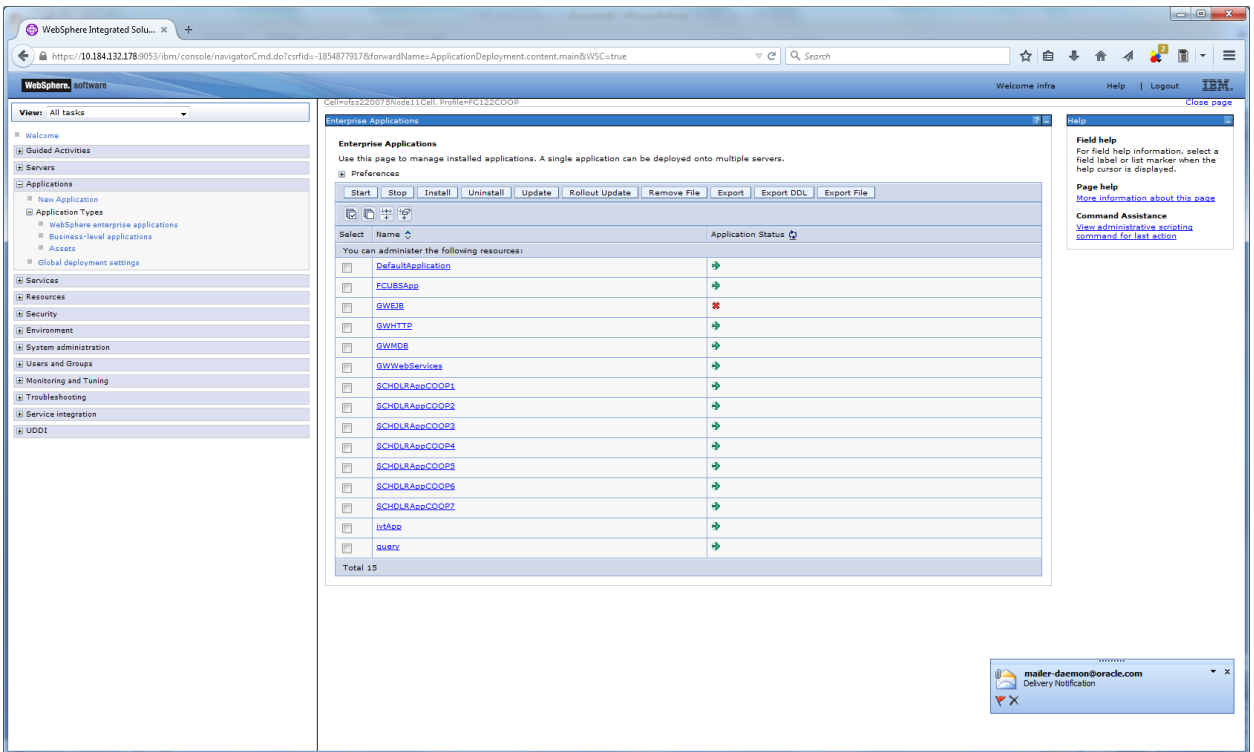 WebSphere Integrated Solu... ×
https://10.184.132.178:9053/ibm/console/navigatorCmd.do?csrfid=-1854877917&forwardName=ApplicationDeployment.content.main&WSC=true
Search
2
WebSphere. software
Welcome infra
Help | Logout
IBM.
View: All tasks
Cell=ofss220075Node11Cell, Profile=FC122COOP
Close page
Welcome
Guided Activities
Servers
Applications
New Application
Application Types
WebSphere enterprise applications
Business-level applications
Assets
Global deployment settings
Services
Resources
Security
Environment
System administration
Users and Groups
Monitoring and Tuning
Troubleshooting
Service integration
UDDI
Enterprise Applications
Enterprise Applications
Use this page to manage installed applications. A single application can be deployed onto multiple servers.
Preferences
Start Stop Install Uninstall Update Rollout Update Remove File Export Export DDL Export File
Select Name Application Status
You can administer the following resources:
DefaultApplication
FCUBSApp
GWEJB
GWHTTP
GWMDB
GWWebServices
SCHDLRAppCOOP1
SCHDLRAppCOOP2
SCHDLRAppCOOP3
SCHDLRAppCOOP4
SCHDLRAppCOOP5
SCHDLRAppCOOP6
SCHDLRAppCOOP7
ivtApp
query
Total 15
Help
Field help
For field help information, select a
field label or list marker when the
help cursor is displayed.
Page help
More information about this page
Command Assistance
View administrative scripting
command for last action
mailer-daemon@oracle.com
Delivery Notification